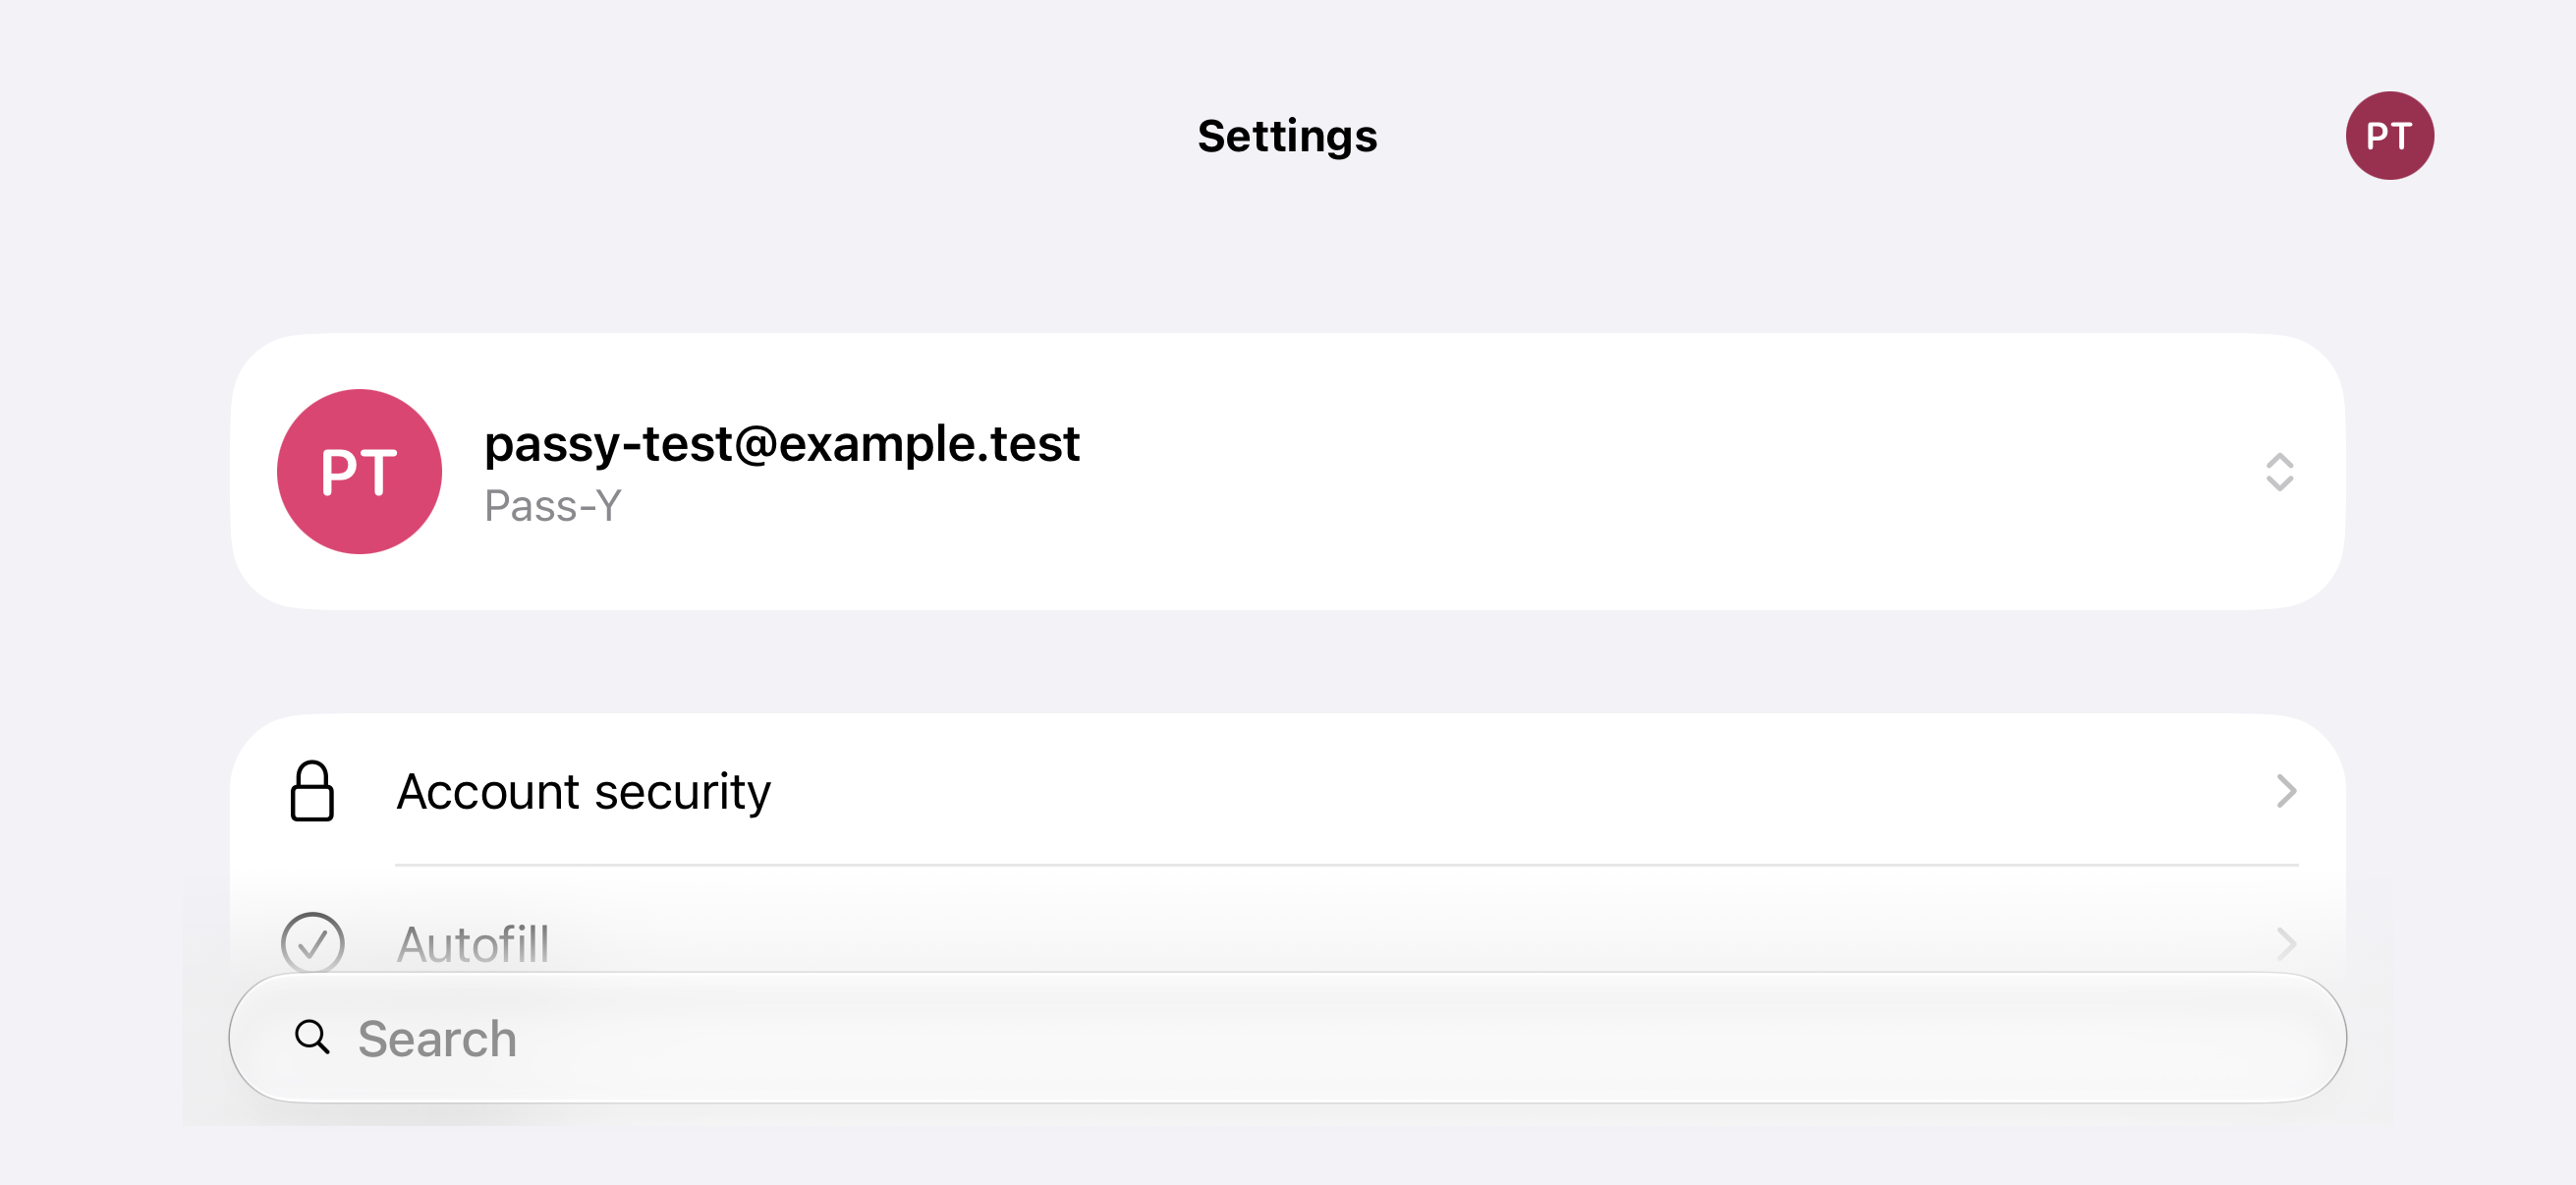 Settings
PT
PT
passy-test@example.test
Pass-Y
Account security
Autofill
Search